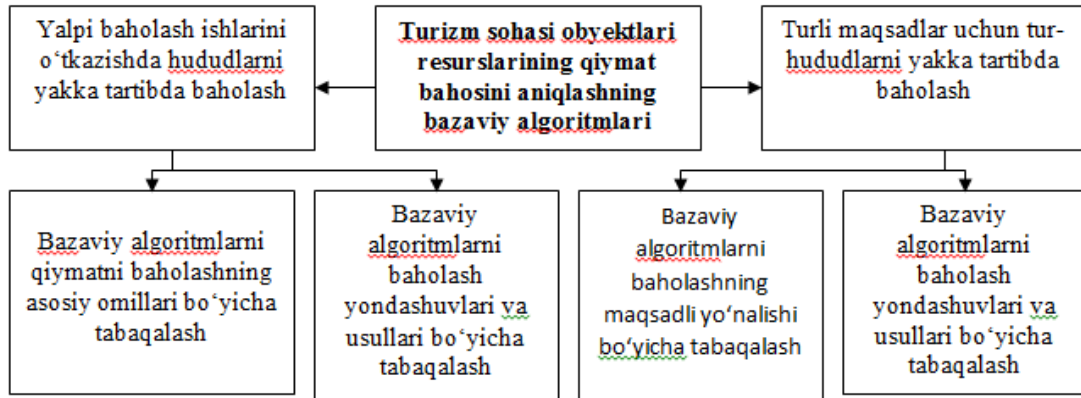 Yalpi baholash ishlarini
o‘tkazishda hududlarni
yakka tartibda baholash
Turizm sohasi obyektlari
resurslarining qiymat
bahosini aniqlashning
bazaviy algoritmlari
Turli maqsadlar uchun tur-
hududlarni yakka tartibda
baholash
Bazaviy algoritmlarni
qiymatni baholashning
asosiy omillari bo‘yicha
tabaqalash
Bazaviy
algoritmlarni
baholash
yondashuvlari va
usullari bo‘yicha
tabaqalash
Bazaviy
algoritmlarni
baholashning
maqsadli yo‘nalishi
bo‘yicha tabaqalash
Bazaviy
algoritmlarni
baholash
yondashuvlari va
usullari bo‘yicha
tabaqalash